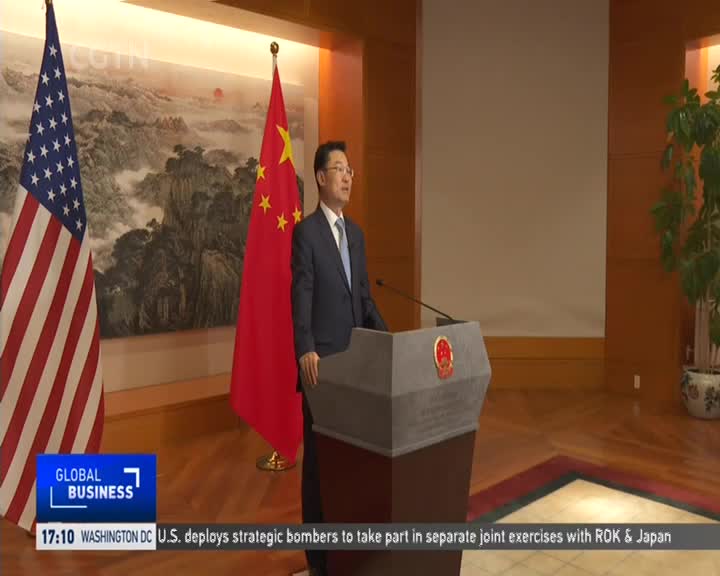 CGTN
GLOBAL
BUSINESS
17:10 WASHINGTON DC U.S. deploys strategic bombers to take part in separate joint exercises with ROK & Japan